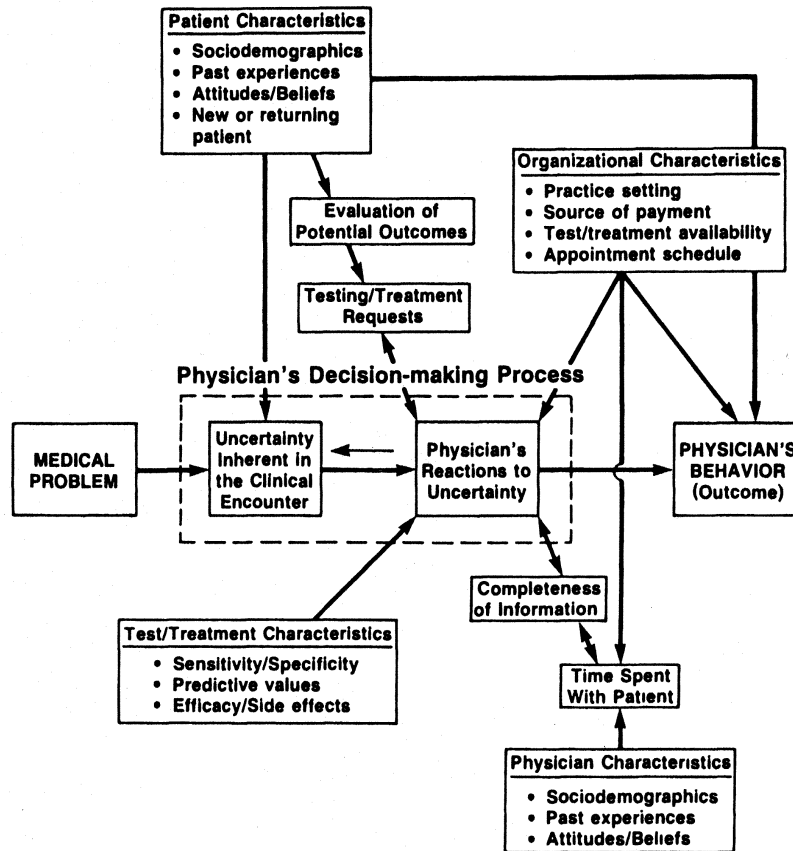 Patient Characteristics
• Sociodemographics
• Past experiences
• Attitudes/Beliefs
• New or returning
patient
Organizational Characteristics
• Practice setting
• Source of payment
• Test/treatment availability
• Appointment schedule
Evaluation of
Potential Outcomes
Testing/Treatment
Requests
Physician's Decision-making Process
MEDICAL
PROBLEM
Uncertainty
Inherent in
the Clinical
Encounter
Physician's
Reactions to
Uncertainty
PHYSICIAN'S
BEHAVIOR
(Outcome)
Completeness
of Information
Test/Treatment Characteristics
• Sensitivity/Specificity
• Predictive values
• Efficacy/Side effects
Time Spent
With Patient
Physician Characteristics
• Sociodemographics
• Past experiences
• Attitudes/Beliefs